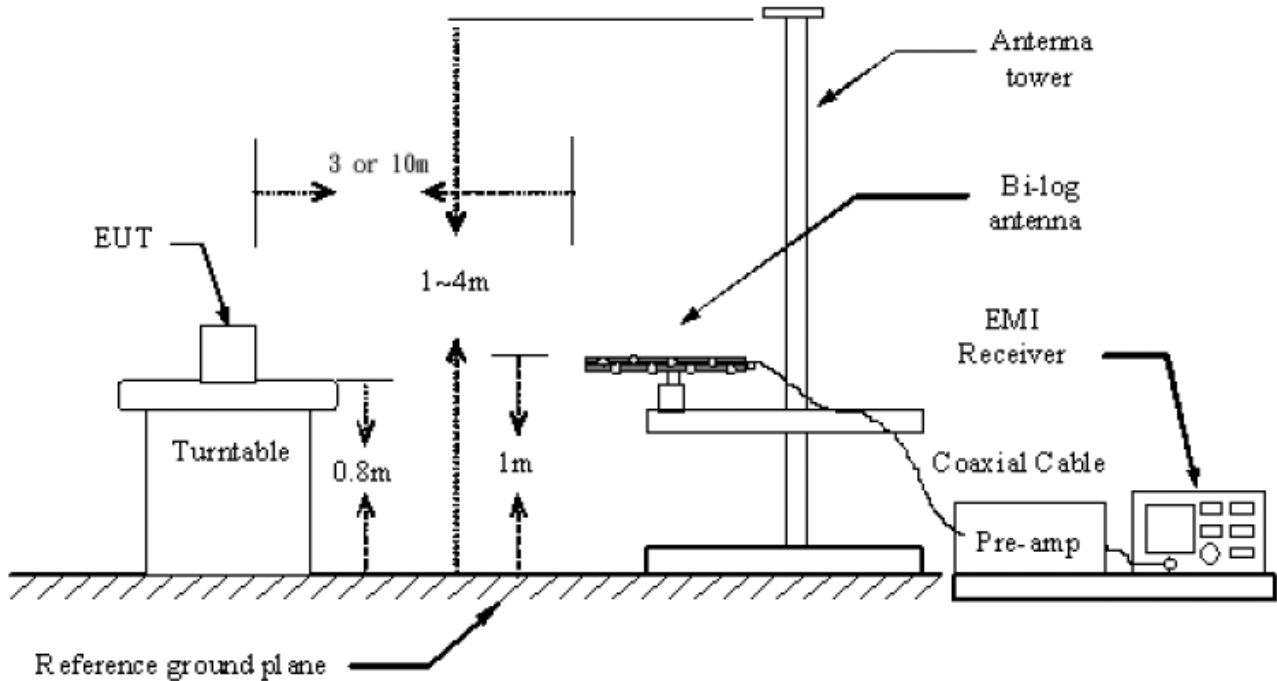 Antenna
tower
3 or 10m
Bi-log
antenna
EUT
1~4m
EMI
Receiver
Turntable
0.8m
1m
Coaxial Cable
Pre-amp
Reference ground plane